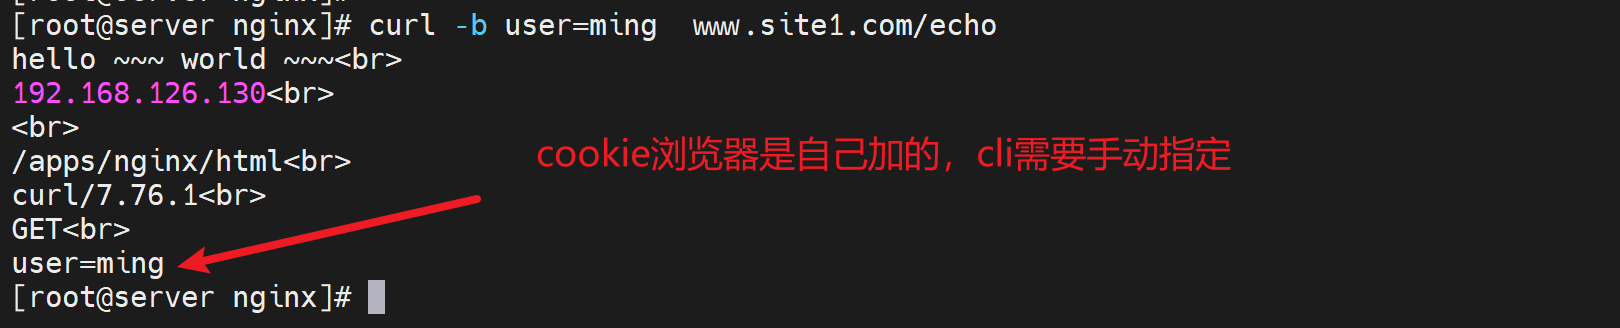 [root@server nginx]#
[root@server nginx]# curl -b user=ming  www.site1.com/echo
hello ~~~ world ~~~<br>
192.168.126.130<br>
<br>
/apps/nginx/html<br>
cookie浏览器是自己加的，cli需要手动指定
curl/7.76.1<br>
GET<br>
user=ming
[root@server nginx]#